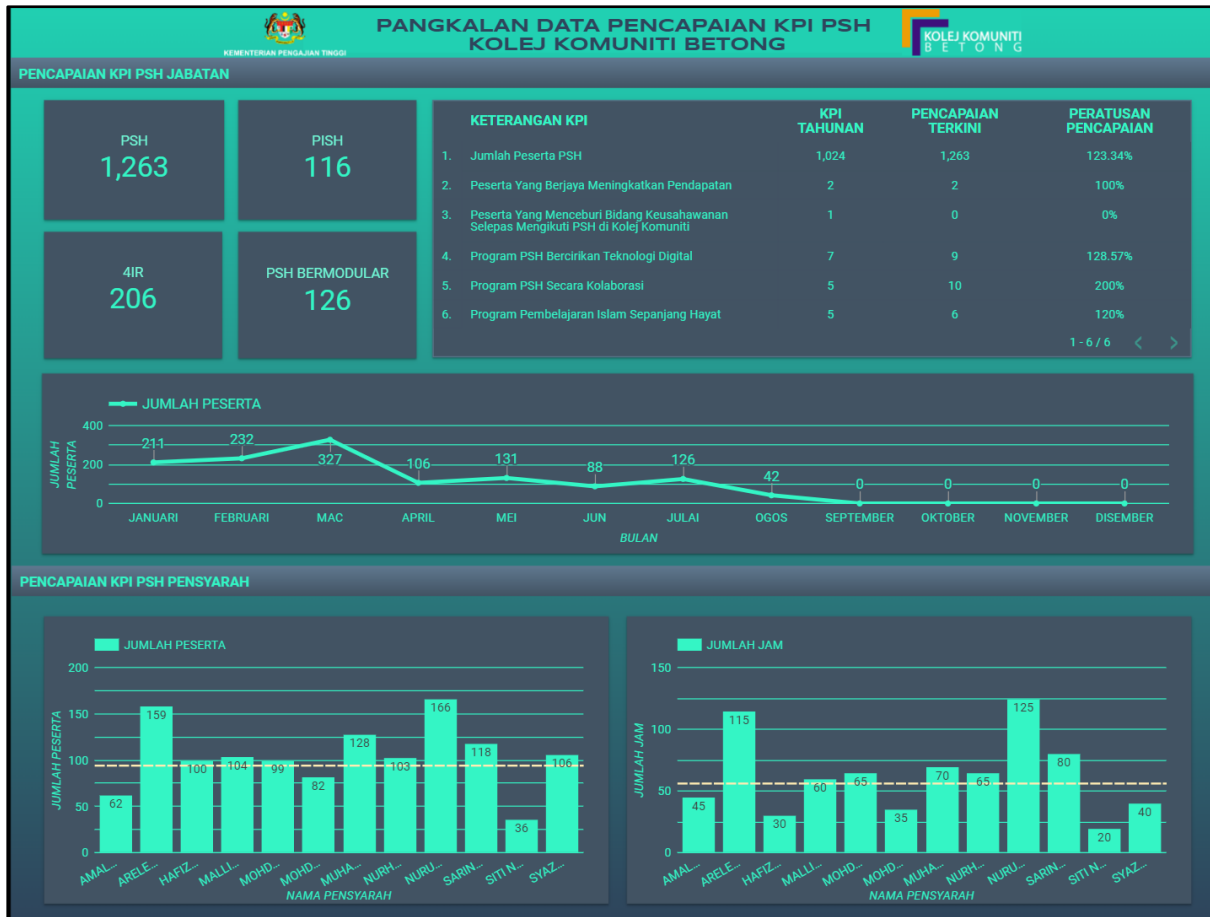 KEMENTERIAN PENGAJIAN TINGGI
PANGKALAN DATA PENCAPAIAN KPI PSH
KOLEJ KOMUNITI BETONG
KOLEJ KOMUNITI
BETONG
PENCAPAIAN KPI PSH JABATAN
PSH
1,263
PISH
116
4IR
206
PSH BERMODULAR
126
KETERANGAN KPI
KPI TAHUNAN
PENCAPAIAN TERKINI
PERATUSAN PENCAPAIAN
1. Jumlah Peserta PSH 1,024 1,263 123.34%
2. Peserta Yang Berjaya Meningkatkan Pendapatan 2 2 100%
3. Peserta Yang Menceburi Bidang Keusahawanan
Selepas Mengikuti PSH di Kolej Komuniti 1 0 0%
4. Program PSH Bercirikan Teknologi Digital 7 9 128.57%
5. Program PSH Secara Kolaborasi 5 10 200%
6. Program Pembelajaran Islam Sepanjang Hayat 5 6 120%
1 - 6 / 6 < >
JUMLAH PESERTA
JUMLAH PESERTA
400
200
0
211 232 327 106 131 88 126 42 0 0 0 0
JANUARI FEBRUARI MAC APRIL MEI JUN JULAI OGOS SEPTEMBER OKTOBER NOVEMBER DISEMBER
BULAN
PENCAPAIAN KPI PSH PENSYARAH
JUMLAH PESERTA
JUMLAH PESERTA
200
150
100
50
0
62 159 100 104 99 82 128 103 166 118 36 106
AMAL... ARELE... HAFIZ... MALLI... MOHD... MOHD... MUHA... NURH... NURU... SARIN... SITI N... SYAZ...
NAMA PENSYARAH
JUMLAH JAM
JUMLAH JAM
150
100
50
0
45 115 30 60 65 35 70 65 125 80 20 40
AMAL... ARELE... HAFIZ... MALLI... MOHD... MOHD... MUHA... NURH... NURU... SARIN... SITI N... SYAZ...
NAMA PENSYARAH